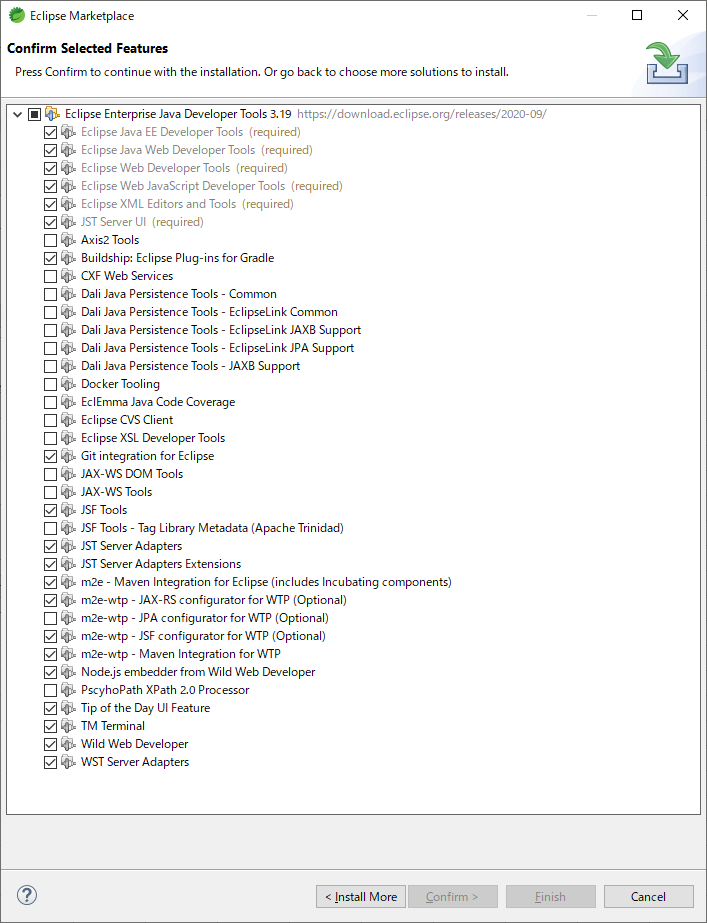 Eclipse Marketplace
Confirm Selected Features
Press Confirm to continue with the installation. Or go back to choose more solutions to install.
Eclipse Enterprise Java Developer Tools 3.19 https://download.eclipse.org/releases/2020-09/
Eclipse Java EE Developer Tools (required)
Eclipse Java Web Developer Tools (required)
Eclipse Web Developer Tools (required)
Eclipse Web JavaScript Developer Tools (required)
Eclipse XML Editors and Tools (required)
JST Server UI (required)
Axis2 Tools
Buildship: Eclipse Plug-ins for Gradle
CXF Web Services
Dali Java Persistence Tools - Common
Dali Java Persistence Tools - EclipseLink Common
Dali Java Persistence Tools - EclipseLink JAXB Support
Dali Java Persistence Tools - EclipseLink JPA Support
Dali Java Persistence Tools - JAXB Support
Docker Tooling
EclEmma Java Code Coverage
Eclipse CVS Client
Eclipse XSL Developer Tools
Git integration for Eclipse
JAX-WS DOM Tools
JAX-WS Tools
JSF Tools
JSF Tools - Tag Library Metadata (Apache Trinidad)
JST Server Adapters
JST Server Adapters Extensions
m2e - Maven Integration for Eclipse (includes Incubating components)
m2e-wtp - JAX-RS configurator for WTP (Optional)
m2e-wtp - JPA configurator for WTP (Optional)
m2e-wtp - JSF configurator for WTP (Optional)
m2e-wtp - Maven Integration for WTP
Node.js embedder from Wild Web Developer
PscyhoPath XPath 2.0 Processor
Tip of the Day UI Feature
TM Terminal
Wild Web Developer
WST Server Adapters
? < Install More Confirm > Finish Cancel